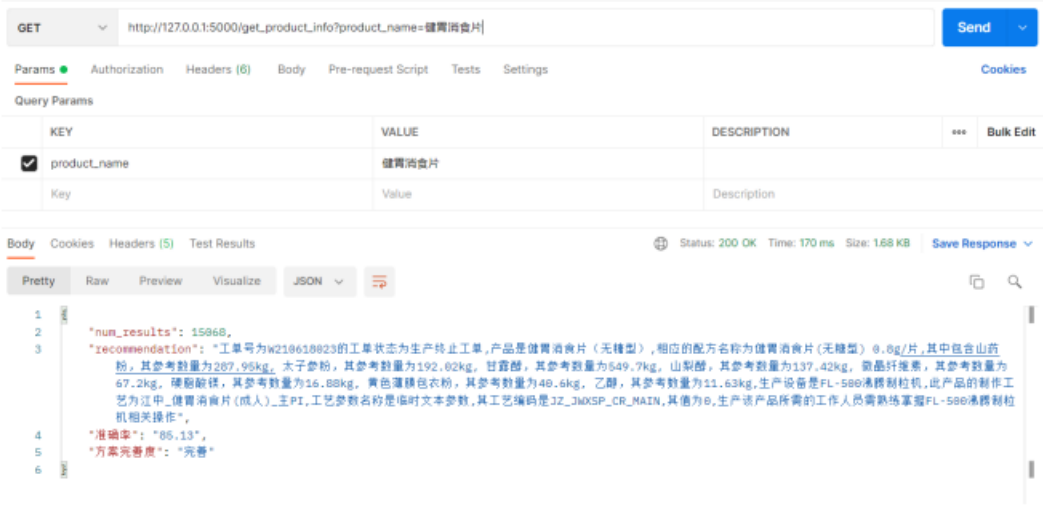 GET http://127.0.0.1:5000/get_product_info?product_name=健胃消食片 Send
Params Authorization Headers (6) Body Pre-request Script Tests Settings Cookies
Query Params
KEY VALUE DESCRIPTION ooo Bulk Edit
product_name 健胃消食片
Key Value Description
Body Cookies Headers (5) Test Results Status: 200 OK Time: 170 ms Size: 1.68 KB Save Response
Pretty Raw Preview Visualize JSON
1
2 "num_results": 15068,
3 "recommendation": "工单号为W210618023的工单状态为生产终止工单,产品是健胃消食片（无糖型）,相应的配方名称为健胃消食片(无糖型) 0.8g/片,其中包含山药
粉，其参考数量为287.95kg, 太子参粉，其参考数量为192.02kg, 甘露醇，其参考数量为549.7kg, 山梨醇，其参考数量为137.42kg, 微晶纤维素，其参考数量为
67.2kg, 硬脂酸镁，其参考数量为16.88kg, 黄色薄膜包衣粉，其参考数量为40.6kg, 乙醇，其参考数量为11.63kg,生产设备是FL-500沸腾制粒机,此产品的制作工
艺为江中_健胃消食片(成人)_主PI,工艺参数名称是临时文本参数,其工艺编码是JZ_JWXSP_CR_MAIN,其值为0,生产该产品所需的工作人员需熟练掌握FL-500沸腾制粒
机相关操作",
4 "准确率": "85.13",
5 "方案完善度": "完善"
6